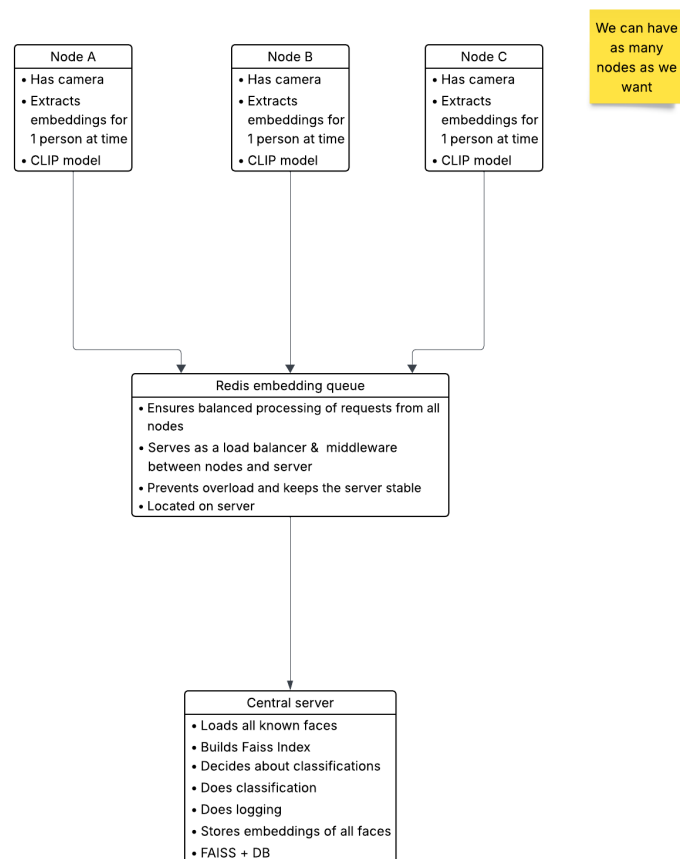 We can have
as many
nodes as we
want
Node A
• Has camera
• Extracts
embeddings for
1 person at time
• CLIP model
Node B
• Has camera
• Extracts
embeddings for
1 person at time
• CLIP model
Node C
• Has camera
• Extracts
embeddings for
1 person at time
• CLIP model
Redis embedding queue
• Ensures balanced processing of requests from all
nodes
• Serves as a load balancer & middleware
between nodes and server
• Prevents overload and keeps the server stable
• Located on server
Central server
• Loads all known faces
• Builds Faiss Index
• Decides about classifications
• Does classification
• Does logging
• Stores embeddings of all faces
• FAISS + DB